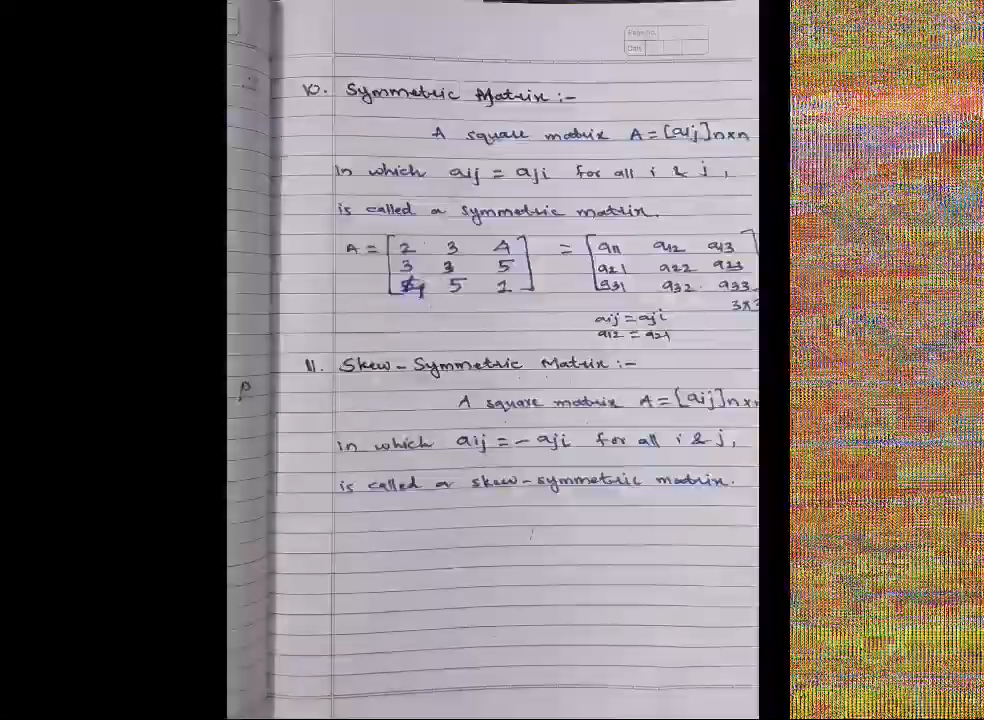 Page No.
Date
10. Symmetric Matrix :-
A square matrix A = [aij]n×n
in which aij = aji for all i & j,
is called a symmetric matrix.
A = [2 3 4 = [a11 a12 a13
3 3 5] a21 a22 a23
4 5 1 a31 a32 a33
3×3
aij = aji
a12 = a21
11. Skew - Symmetric Matrix :-
A square matrix A = [aij]n×n
in which aij = - aji for all i & j,
is called a skew-symmetric matrix.